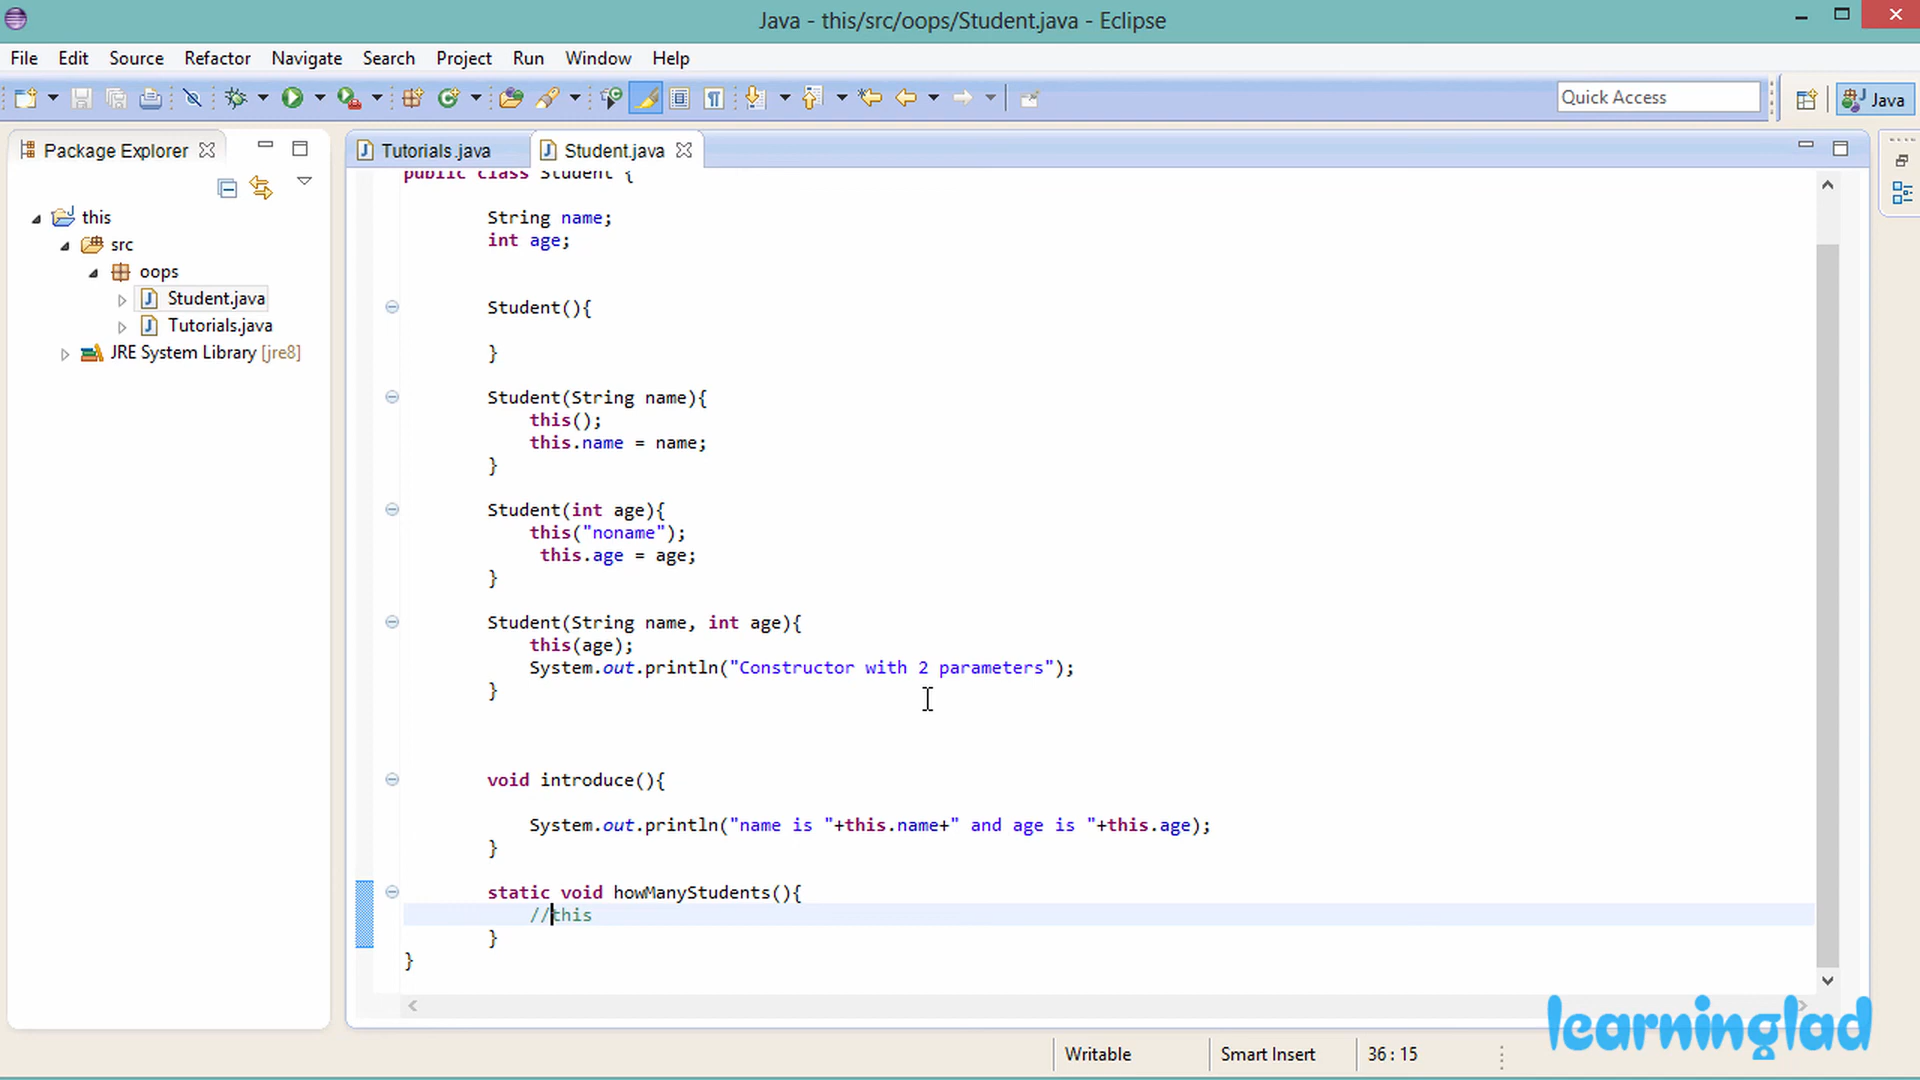 Java - this/src/oops/Student.java - Eclipse
File Edit Source Refactor Navigate Search Project Run Window Help
Quick Access
Java
Package Explorer
Tutorials.java
Student.java
this
src
oops
Student.java
Tutorials.java
JRE System Library [jre8]
public class Student {
String name;
int age;
Student(){
}
Student(String name){
this();
this.name = name;
}
Student(int age){
this("noname");
this.age = age;
}
Student(String name, int age){
this(age);
System.out.println("Constructor with 2 parameters");
}
void introduce(){
System.out.println("name is "+this.name+" and age is "+this.age);
}
static void howManyStudents(){
//this
}
}
learninglad
Writable
Smart Insert
36 : 15